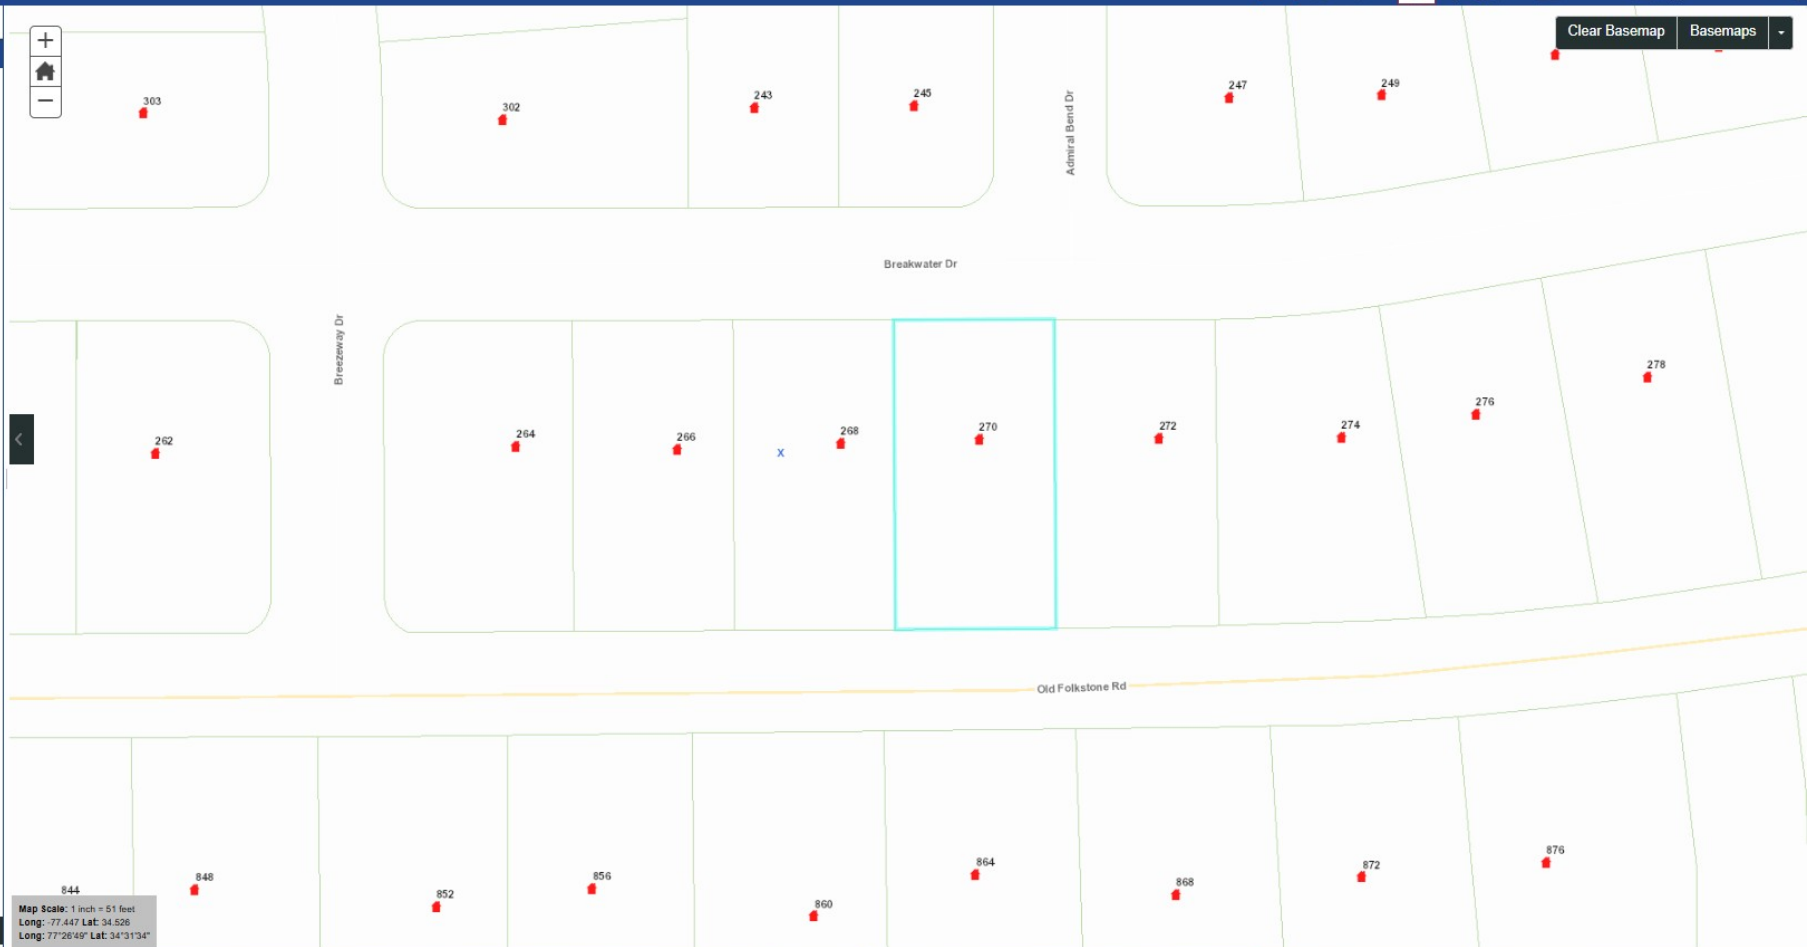 Clear Basemap
Basemaps
+
−
303
302
243
245
Admiral Bend Dr
247
249
Breakwater Dr
Breezeway Dr
262
264
266
X
268
270
272
274
276
278
Old Folkstone Rd
844
848
852
856
860
864
868
872
876
Map Scale: 1 inch = 51 feet
Long: -77.447 Lat: 34.526
Long: 77°26'49" Lat: 34°31'34"